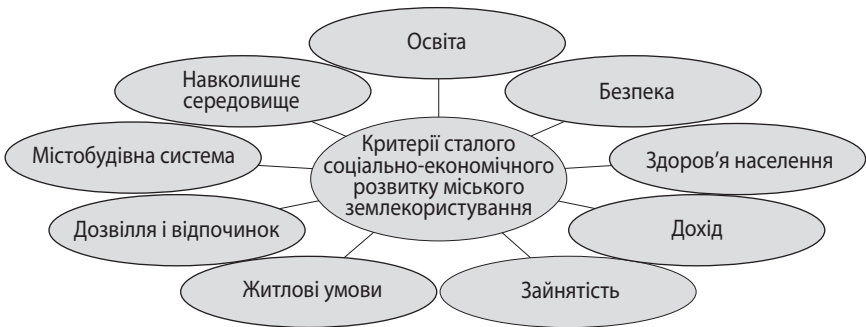 Освіта
Навколишнє
середовище
Безпека
Містобудівна система
Критерії сталого
соціально-економічного
розвитку міського
землекористування
Здоров’я населення
Дозвілля і відпочинок
Дохід
Житлові умови
Зайнятість